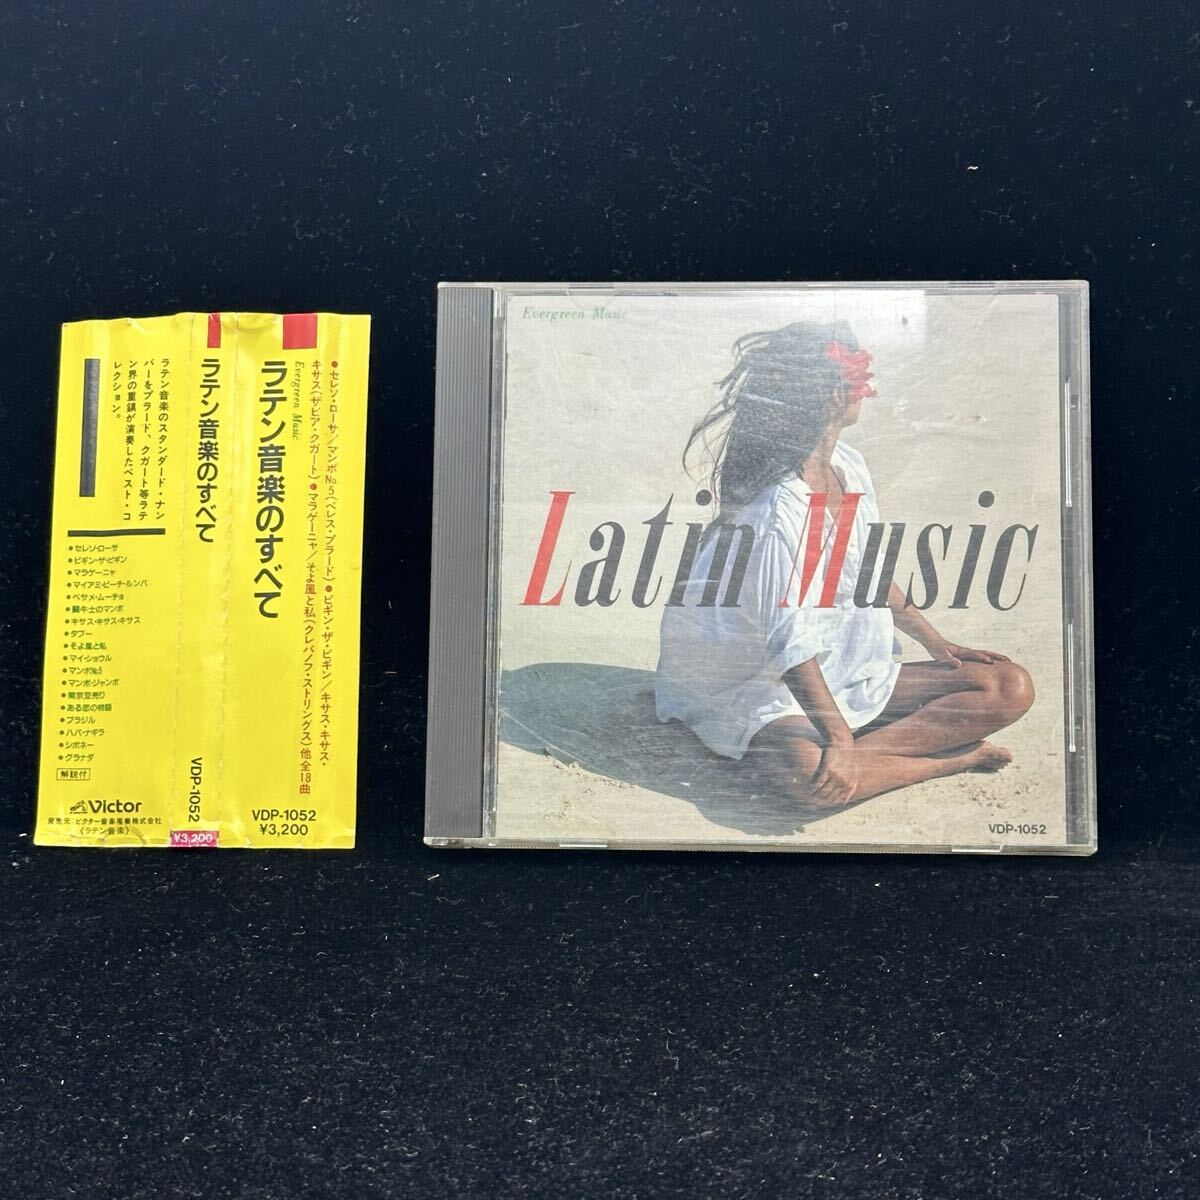 ラテン音楽のスタンダード・ナン
バーをプラード、クガート等ラテ
ン界の重鎮が演奏したベスト・コ
レクション。
●セレソ・ローサ
●ビギン・ザ・ビギン
●マラゲーニャ
●マイアミ・ビーチ・ルンバ
●ベサメ・ムーチョ
●闘牛士のマンボ
●キサス・キサス・キサス
●タブー
●そよ風と私
●マイ・ショウル
●マンボNo.5
●マンボ・ジャンボ
●南京豆売り
●ある恋の物語
●ブラジル
●ハバ・ナギラ
●シボネー
●グラナダ
解説付
Victor
発売元:ビクター音楽産業株式会社
〈ラテン音楽〉
ラテン音楽のすべて
VDP-1052
¥3,200
●セレソ・ローサ/マンボNo.5(ペレス・プラード)●ビギン・ザ・ビギン/キサス・キサス・
キサス(ザビア・クガート)●マラゲーニャ/そよ風と私(クレバノフ・ストリングス)他全18曲
Evergreen Music
ラテン音楽のすべて
VDP-1052
¥3,200
Evergreen Music
Latin Music
VDP-1052